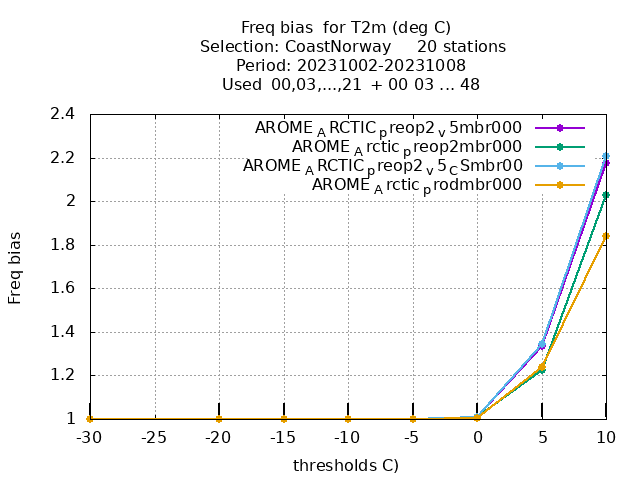 Freq bias  for T2m (deg C)
Selection: CoastNorway     20 stations
Period: 20231002-20231008
Used  00,03,...,21  + 00 03 ... 48
AROME_ARCTIC_preop2_v5mbr000
AROME_Arctic_preop2mbr000
AROME_ARCTIC_preop2_v5_CSmbr00
AROME_Arctic_prodmbr000
2.4
2.2
2
1.8
1.6
1.4
1.2
1
Freq bias
-30 -25 -20 -15 -10 -5 0 5 10
thresholds C)